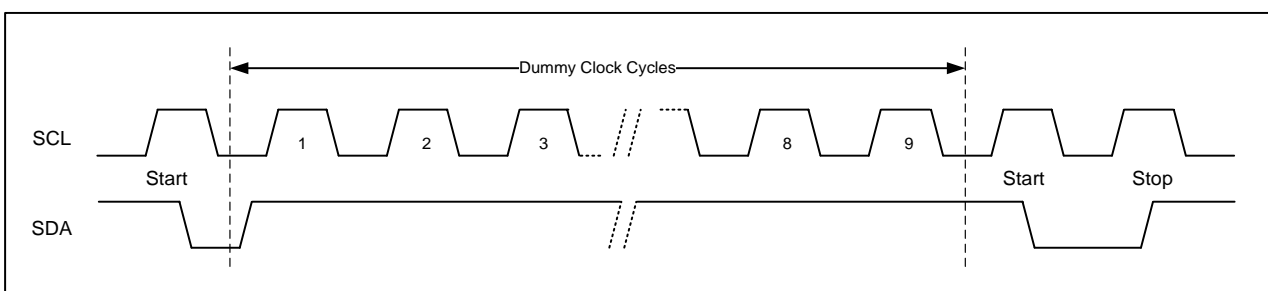 Dummy Clock Cycles
SCL
1 2 3 8 9
Start Start Stop
SDA